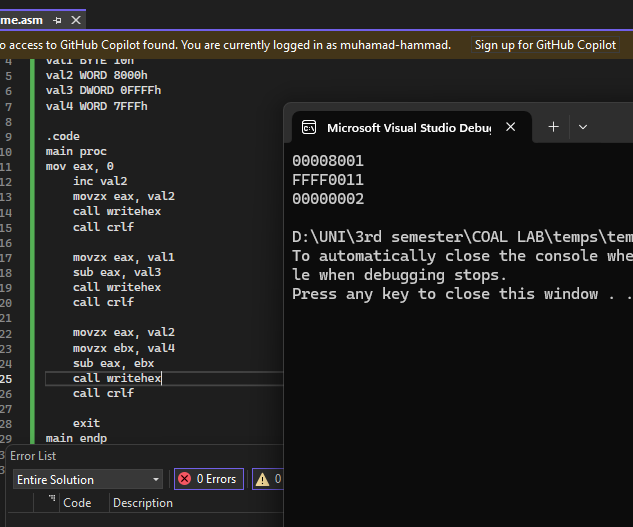 me.asm
o access to GitHub Copilot found. You are currently logged in as muhamad-hammad. Sign up for GitHub Copilot
4 val1 BYTE 10h
5 val2 WORD 8000h
6 val3 DWORD 0FFFFh
7 val4 WORD 7FFFh
8
9 .code
10 main proc
11 mov eax, 0
12 inc val2
13 movzx eax, val2
14 call writehex
15 call crlf
16
17 movzx eax, val1
18 sub eax, val3
19 call writehex
20 call crlf
21
22 movzx eax, val2
23 movzx ebx, val4
24 sub eax, ebx
25 call writehex
26 call crlf
27
28 exit
29 main endp
Microsoft Visual Studio Debug
00008001
FFFF0011
00000002
D:\UNI\3rd semester\COAL LAB\temps\tem
To automatically close the console whe
le when debugging stops.
Press any key to close this window . .
Error List
Entire Solution 0 Errors 0
Code Description